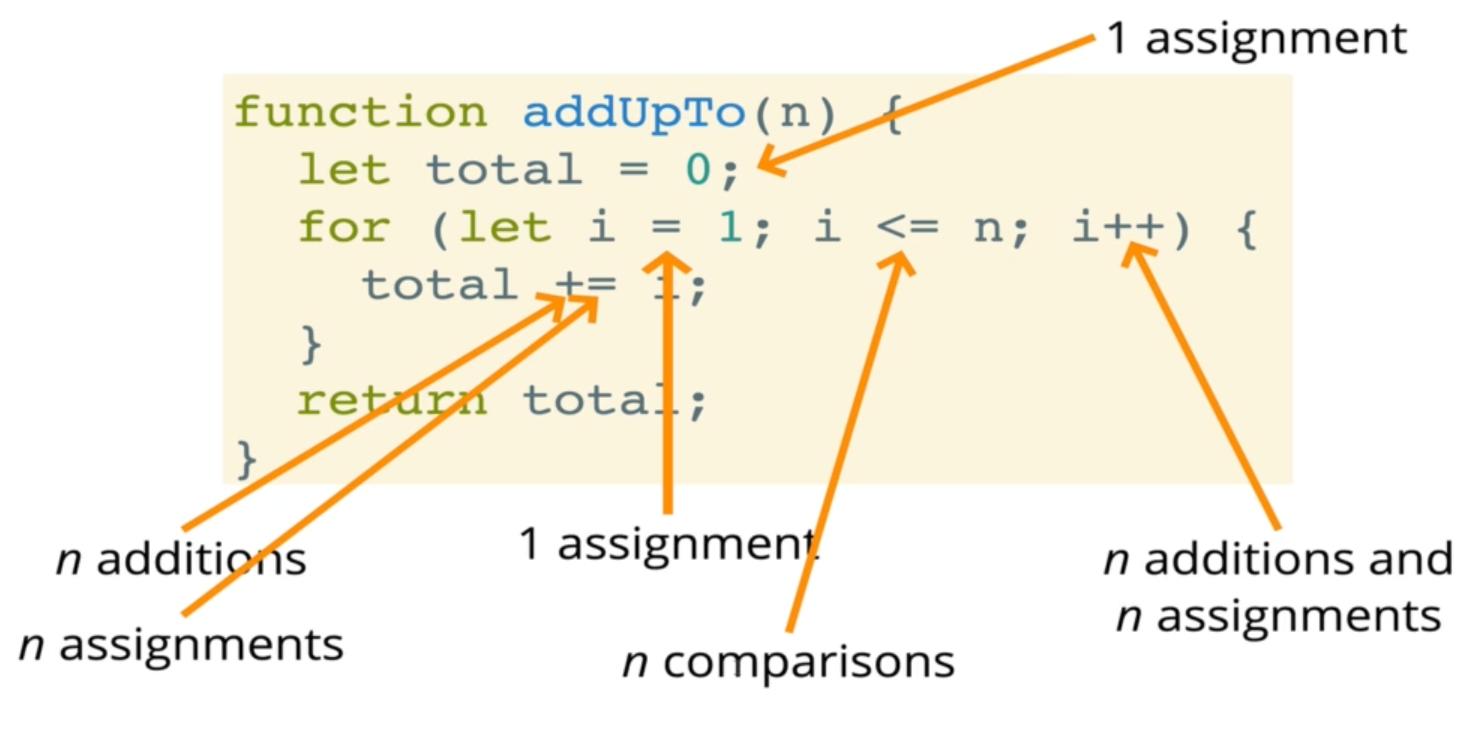 1 assignment
function addUpTo(n) {
let total = 0;
for (let i = 1; i <= n; i++) {
total += i;
}
return total;
}
n additions
1 assignment
n additions and
n assignments
n assignments
n comparisons